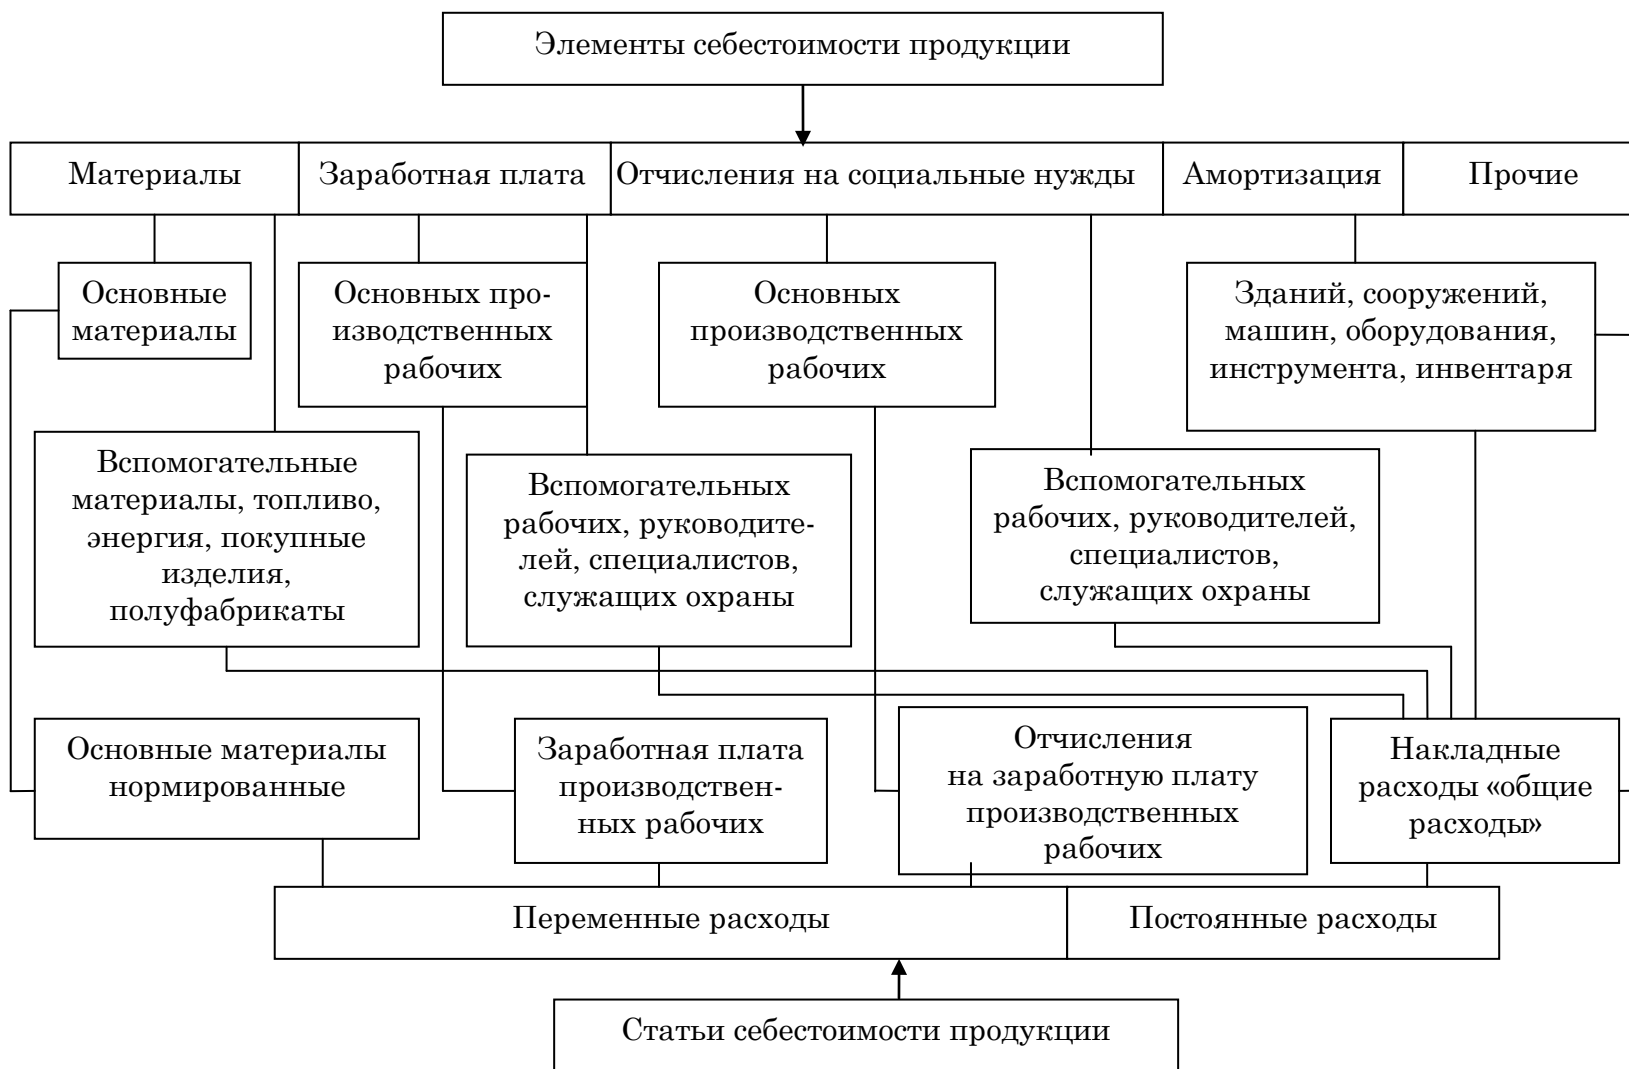 Элементы себестоимости продукции
Материалы
Заработная плата
Отчисления на социальные нужды
Амортизация
Прочие
Основные
материалы
Основных про-
изводственных
рабочих
Основных
производственных
рабочих
Зданий, сооружений,
машин, оборудования,
инструмента, инвентаря
Вспомогательные
материалы, топливо,
энергия, покупные
изделия,
полуфабрикаты
Вспомогательных
рабочих, руководите-
лей, специалистов,
служащих охраны
Вспомогательных
рабочих, руководителей,
специалистов,
служащих охраны
Основные материалы
нормированные
Заработная плата
производствен-
ных рабочих
Отчисления
на заработную плату
производственных
рабочих
Накладные
расходы «общие
расходы»
Переменные расходы
Постоянные расходы
Статьи себестоимости продукции